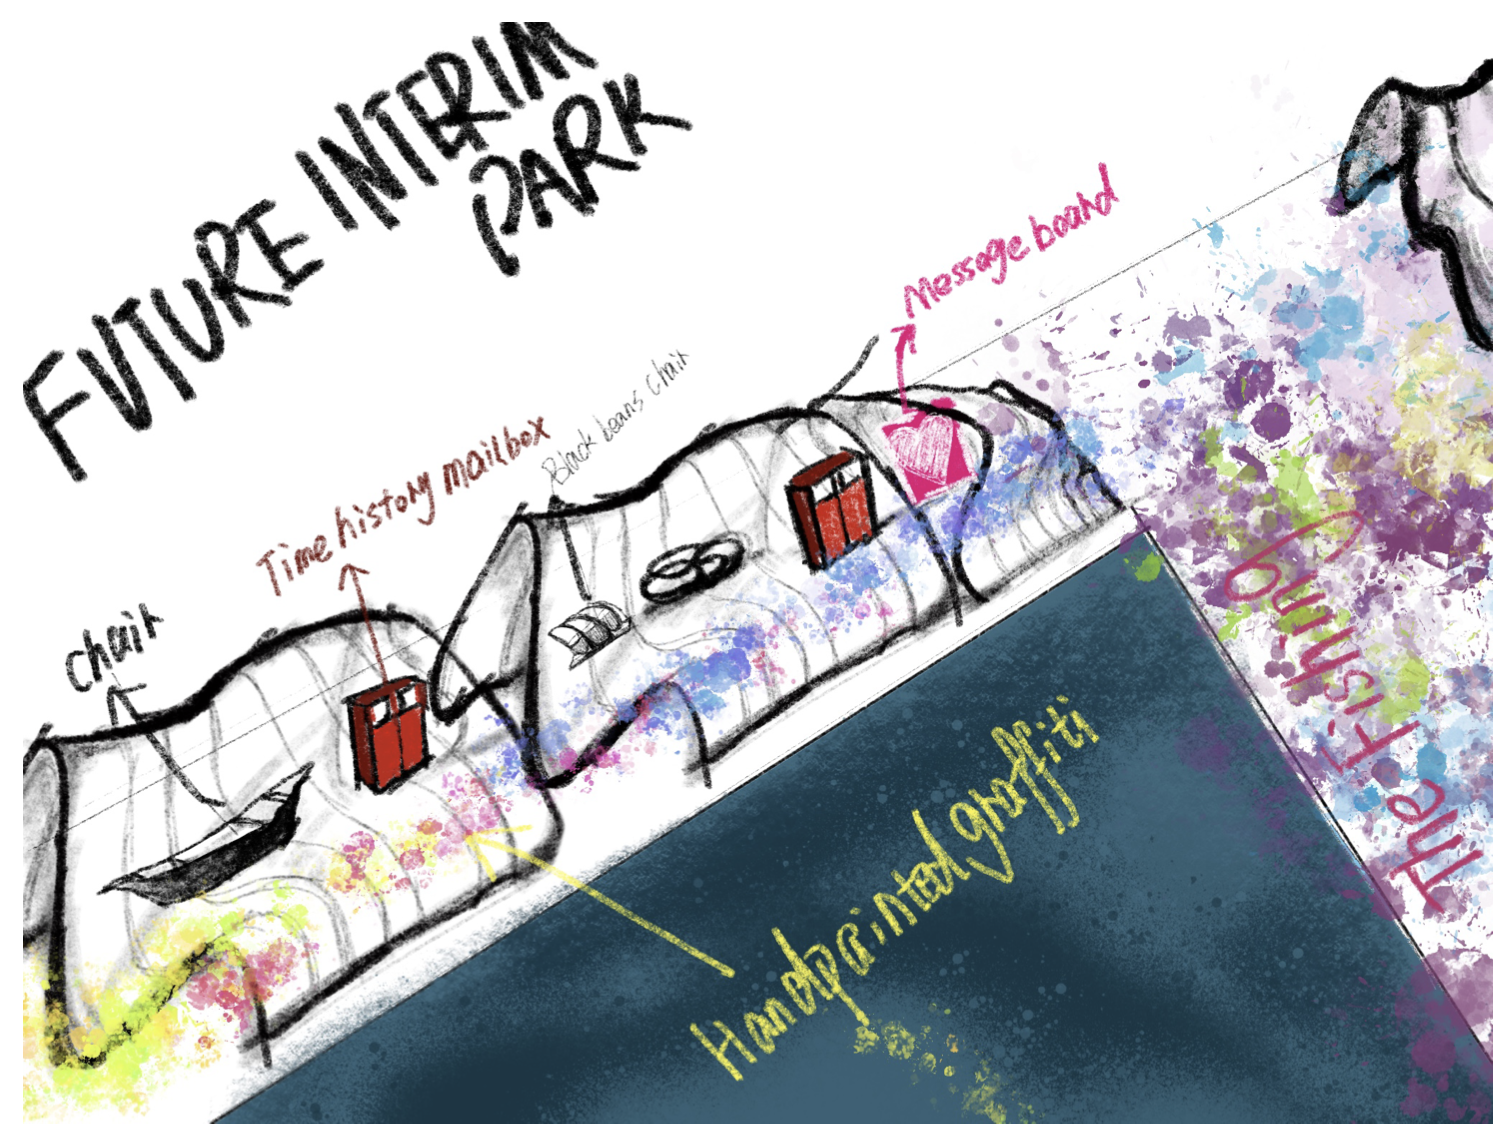 FUTURE INTERIM
PARK
Message board
Black beans chair
Time history mailbox
chair
Handpainted graffiti
The Fishing